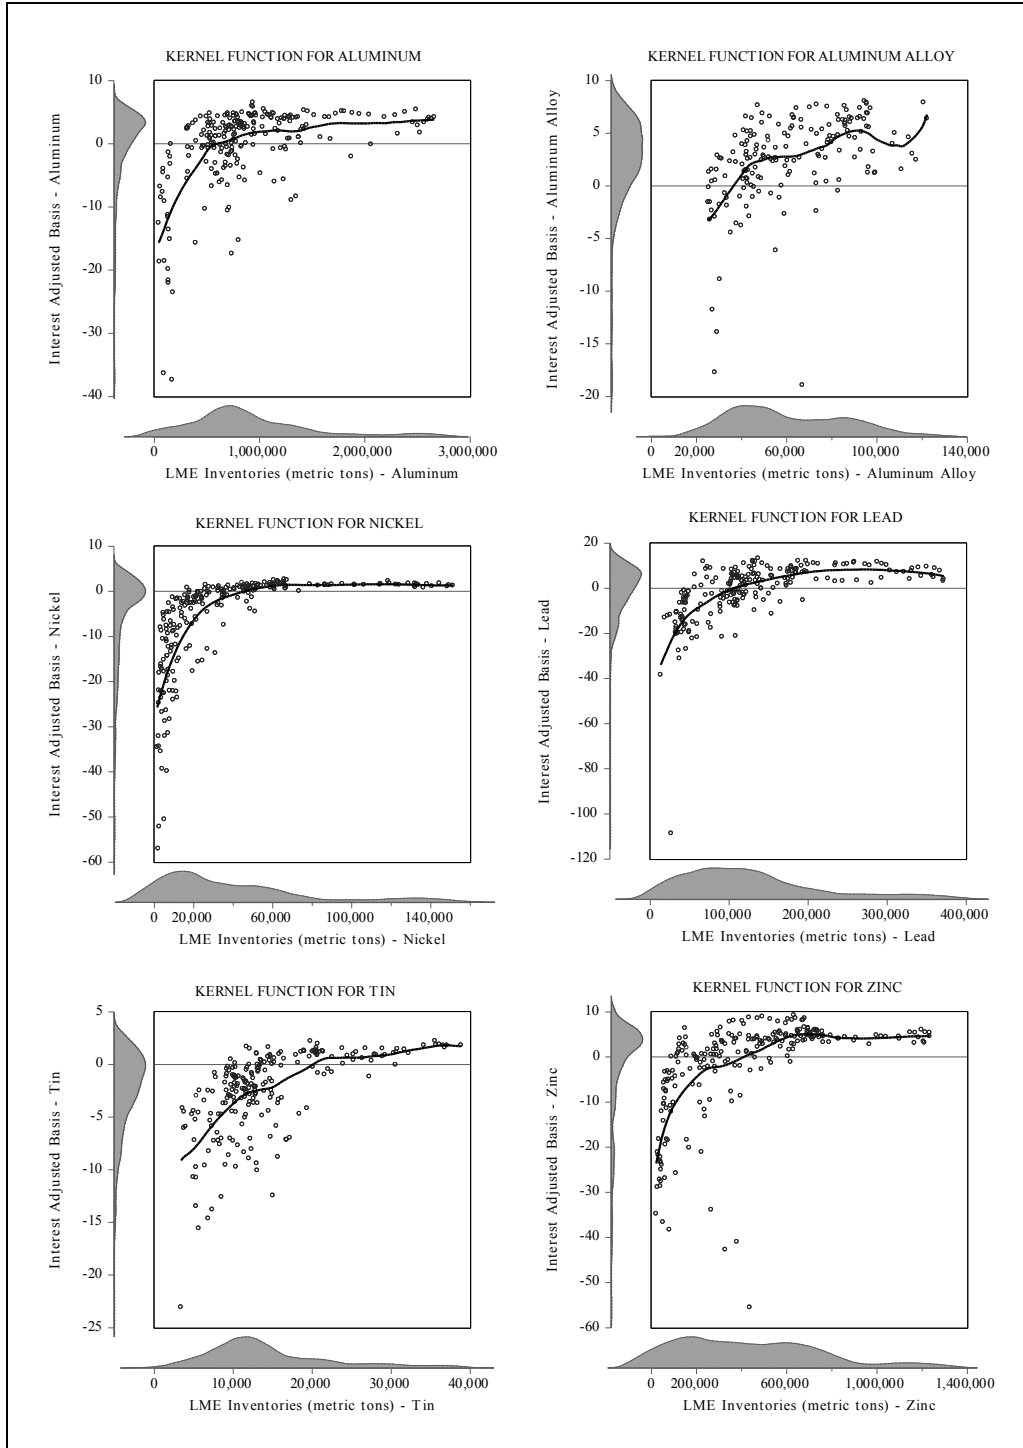 KERNEL FUNCTION FOR ALUMINUM
10
0
-10
-20
-30
-40
Interest Adjusted Basis - Aluminum
0 1,000,000 2,000,000 3,000,000
LME Inventories (metric tons) - Aluminum
KERNEL FUNCTION FOR ALUMINUM ALLOY
10
5
0
-5
-10
-15
-20
Interest Adjusted Basis - Aluminum Alloy
0 20,000 60,000 100,000 140,000
LME Inventories (metric tons) - Aluminum Alloy
KERNEL FUNCTION FOR NICKEL
10
0
-10
-20
-30
-40
-50
-60
Interest Adjusted Basis - Nickel
0 20,000 60,000 100,000 140,000
LME Inventories (metric tons) - Nickel
KERNEL FUNCTION FOR LEAD
20
0
-20
-40
-60
-80
-100
-120
Interest Adjusted Basis - Lead
0 100,000 200,000 300,000 400,000
LME Inventories (metric tons) - Lead
KERNEL FUNCTION FOR TIN
5
0
-5
-10
-15
-20
-25
Interest Adjusted Basis - Tin
0 10,000 20,000 30,000 40,000
LME Inventories (metric tons) - Tin
KERNEL FUNCTION FOR ZINC
10
0
-10
-20
-30
-40
-50
-60
Interest Adjusted Basis - Zinc
0 200,000 600,000 1,000,000 1,400,000
LME Inventories (metric tons) - Zinc